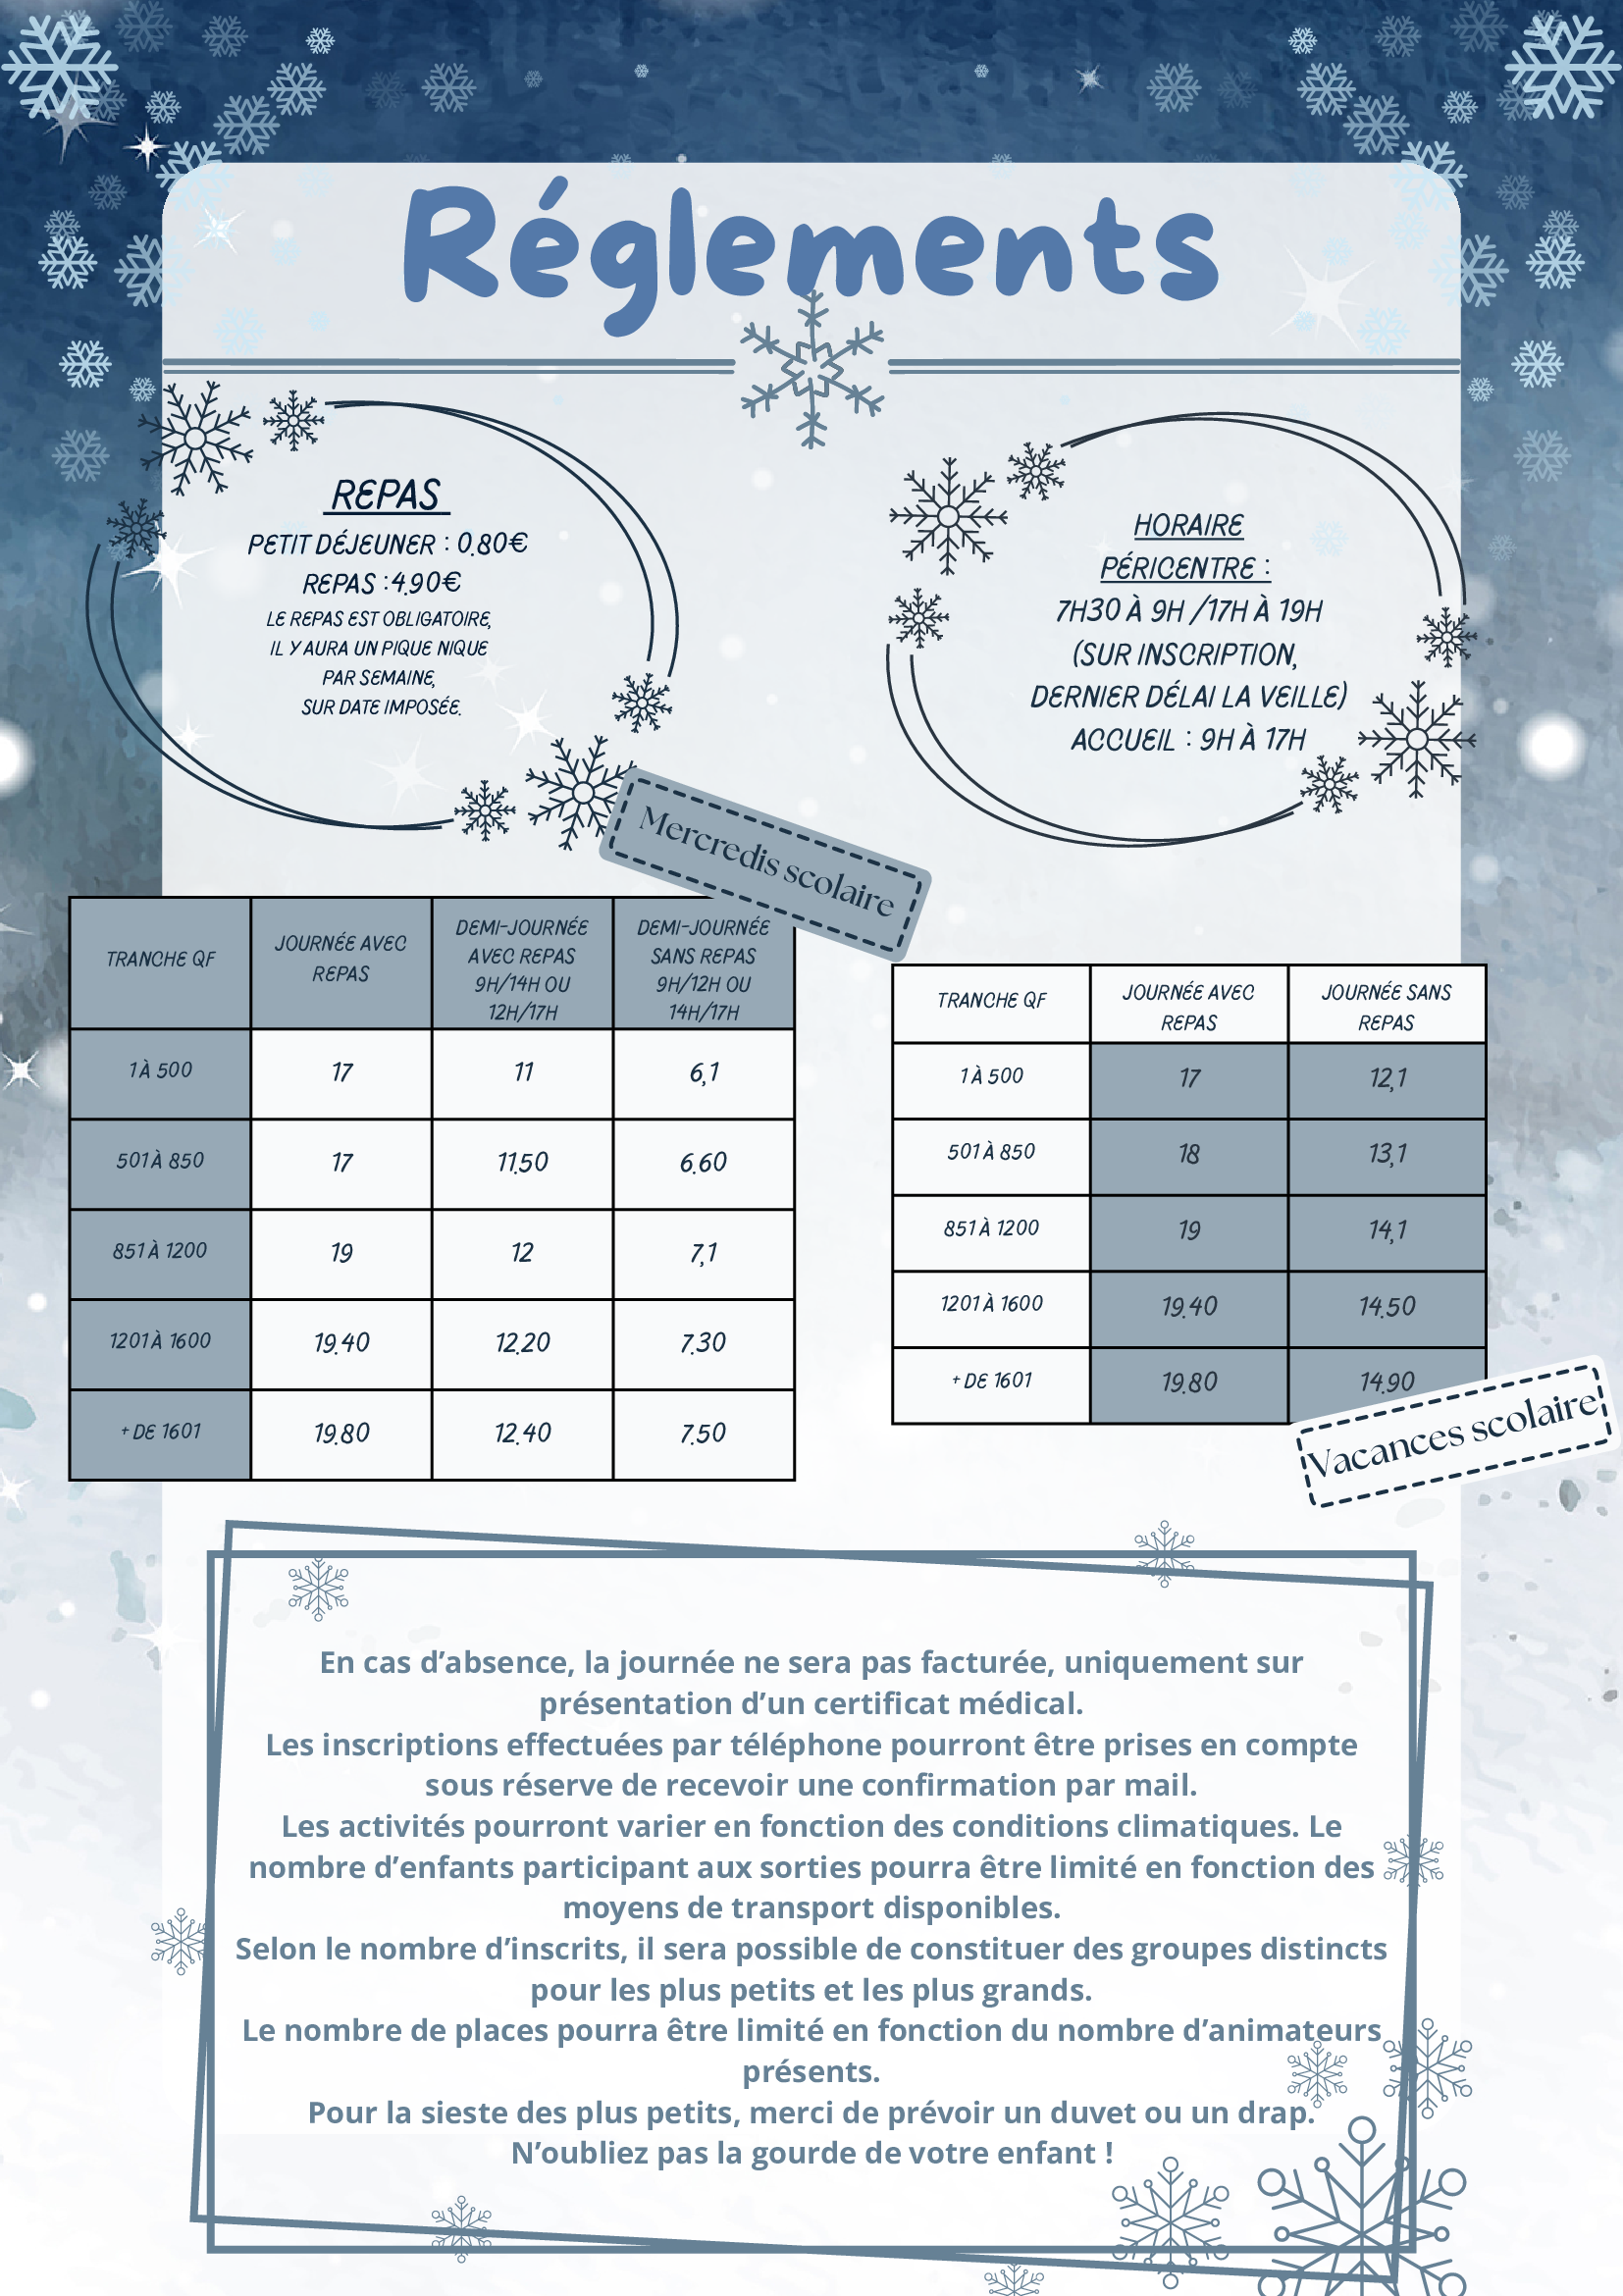 Réglements
REPAS
PETIT DÉJEUNER : 0.80€
REPAS :4.90€
LE REPAS EST OBLIGATOIRE,
IL Y AURA UN PIQUE NIQUE
PAR SEMAINE,
SUR DATE IMPOSÉE.
HORAIRE
PÉRICENTRE :
7H30 À 9H /17H À 19H
(SUR INSCRIPTION,
DERNIER DÉLAI LA VEILLE)
ACCUEIL : 9H À 17H
Mercredis scolaire
TRANCHE QF
JOURNÉE AVEC
REPAS
DEMI-JOURNÉE
AVEC REPAS
9H/14H OU
12H/17H
DEMI-JOURNÉE
SANS REPAS
9H/12H OU
14H/17H
1 À 500 17 11 6,1
501 À 850 17 11.50 6.60
851 À 1200 19 12 7,1
1201 À 1600 19.40 12.20 7.30
+ DE 1601 19.80 12.40 7.50
TRANCHE QF
JOURNÉE AVEC
REPAS
JOURNÉE SANS
REPAS
1 À 500 17 12,1
501 À 850 18 13,1
851 À 1200 19 14,1
1201 À 1600 19.40 14.50
+ DE 1601 19.80 14.90
Vacances scolaire
En cas d’absence, la journée ne sera pas facturée, uniquement sur
présentation d’un certificat médical.
Les inscriptions effectuées par téléphone pourront être prises en compte
sous réserve de recevoir une confirmation par mail.
Les activités pourront varier en fonction des conditions climatiques. Le
nombre d’enfants participant aux sorties pourra être limité en fonction des
moyens de transport disponibles.
Selon le nombre d’inscrits, il sera possible de constituer des groupes distincts
pour les plus petits et les plus grands.
Le nombre de places pourra être limité en fonction du nombre d’animateurs
présents.
Pour la sieste des plus petits, merci de prévoir un duvet ou un drap.
N’oubliez pas la gourde de votre enfant !